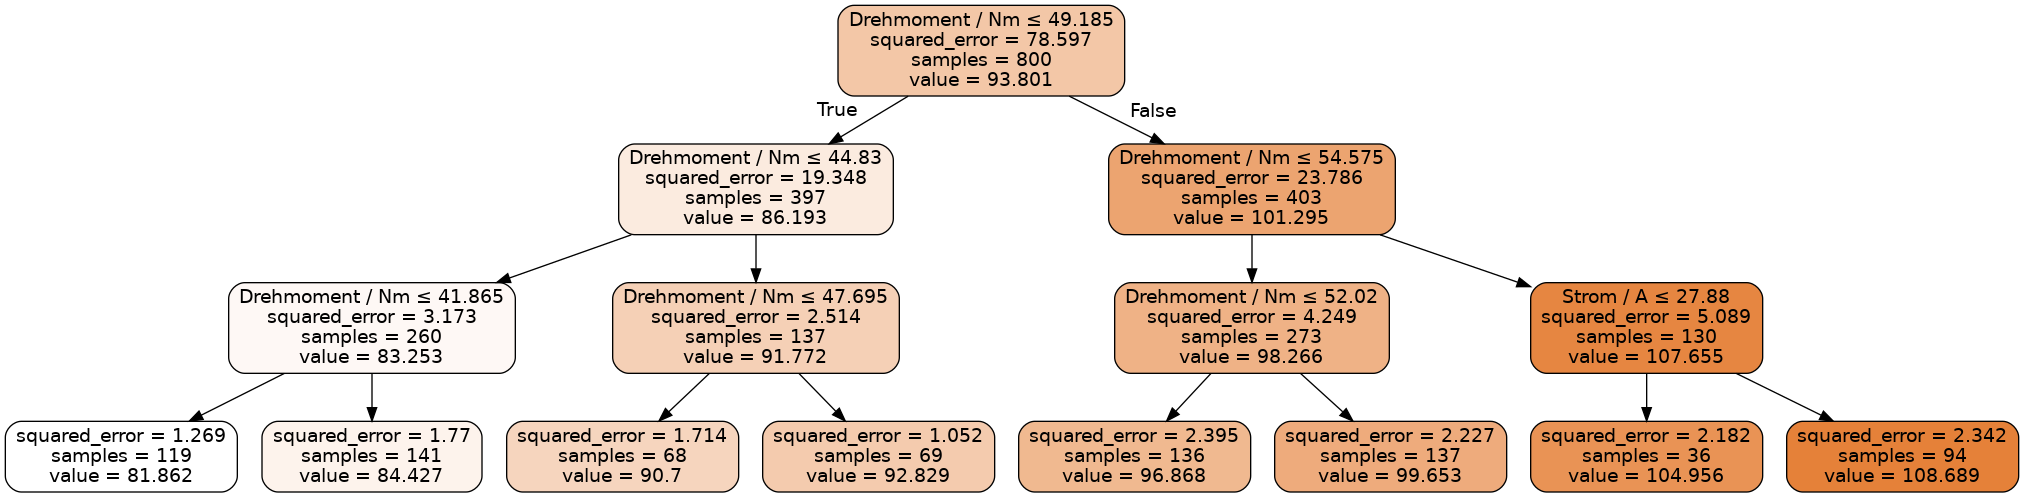 Drehmoment / Nm ≤ 49.185
squared_error = 78.597
samples = 800
value = 93.801
True
False
Drehmoment / Nm ≤ 44.83
squared_error = 19.348
samples = 397
value = 86.193
Drehmoment / Nm ≤ 54.575
squared_error = 23.786
samples = 403
value = 101.295
Drehmoment / Nm ≤ 41.865
squared_error = 3.173
samples = 260
value = 83.253
Drehmoment / Nm ≤ 47.695
squared_error = 2.514
samples = 137
value = 91.772
Drehmoment / Nm ≤ 52.02
squared_error = 4.249
samples = 273
value = 98.266
Strom / A ≤ 27.88
squared_error = 5.089
samples = 130
value = 107.655
squared_error = 1.269
samples = 119
value = 81.862
squared_error = 1.77
samples = 141
value = 84.427
squared_error = 1.714
samples = 68
value = 90.7
squared_error = 1.052
samples = 69
value = 92.829
squared_error = 2.395
samples = 136
value = 96.868
squared_error = 2.227
samples = 137
value = 99.653
squared_error = 2.182
samples = 36
value = 104.956
squared_error = 2.342
samples = 94
value = 108.689